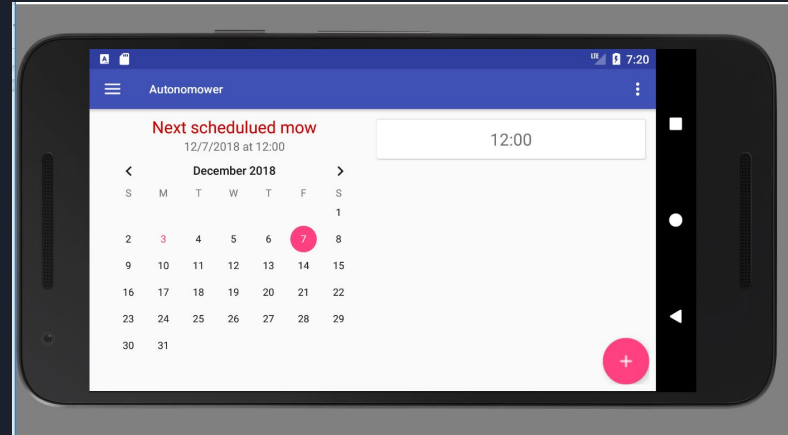 A LTE 7:20
Autonomower
Next schedulued mow
12/7/2018 at 12:00
December 2018
S M T W T F S
1
2 3 4 5 6 7 8
9 10 11 12 13 14 15
16 17 18 19 20 21 22
23 24 25 26 27 28 29
30 31
12:00
+